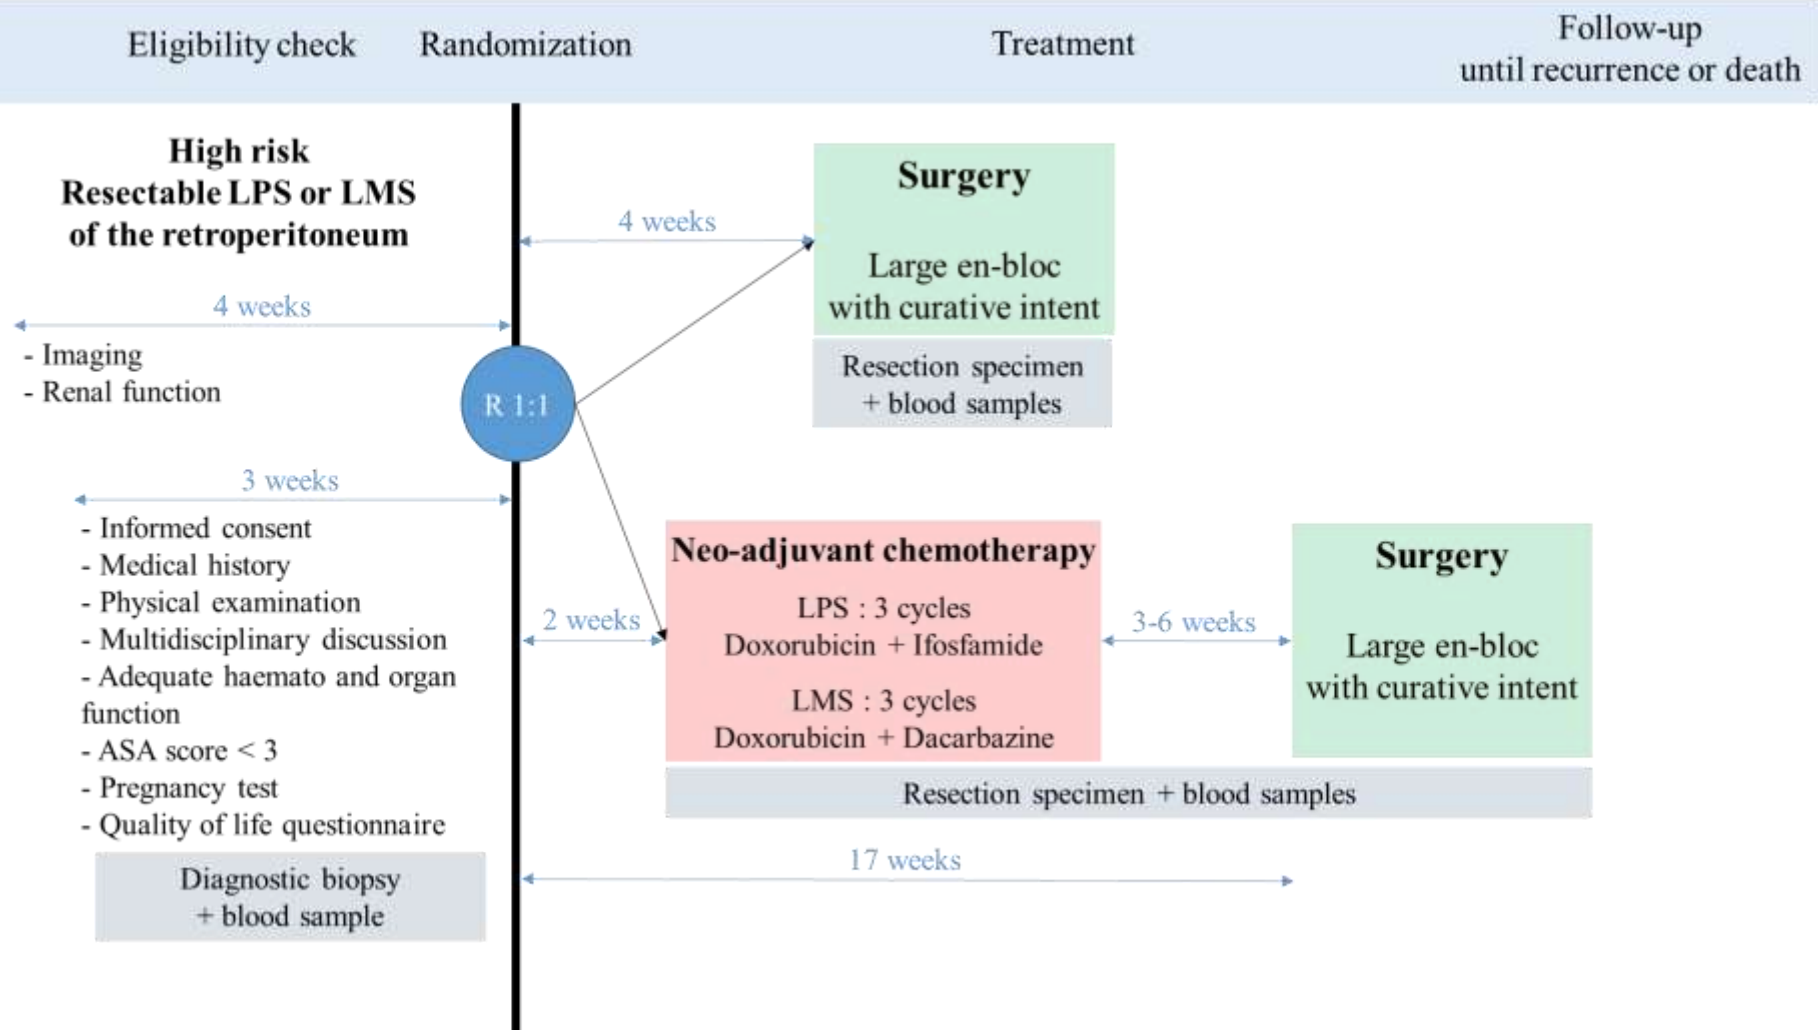 Eligibility check
Randomization
Treatment
Follow-up
until recurrence or death
High risk
Resectable LPS or LMS
of the retroperitoneum
4 weeks
- Imaging
- Renal function
3 weeks
- Informed consent
- Medical history
- Physical examination
- Multidisciplinary discussion
- Adequate haemato and organ
function
- ASA score < 3
- Pregnancy test
- Quality of life questionnaire
Diagnostic biopsy
+ blood sample
R 1:1
4 weeks
Surgery
Large en-bloc
with curative intent
Resection specimen
+ blood samples
2 weeks
Neo-adjuvant chemotherapy
LPS : 3 cycles
Doxorubicin + Ifosfamide
LMS : 3 cycles
Doxorubicin + Dacarbazine
3-6 weeks
Surgery
Large en-bloc
with curative intent
Resection specimen + blood samples
17 weeks